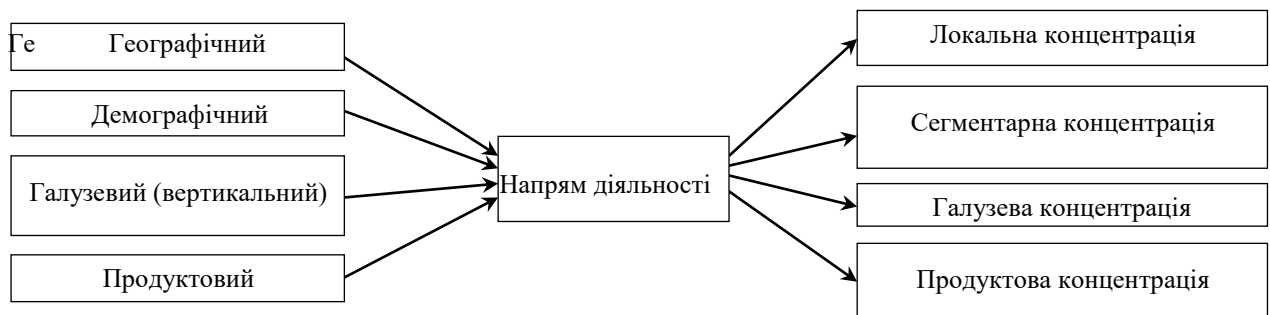 Ге Географічний
Демографічний
Галузевий (вертикальний)
Продуктовий
Напрям діяльності
Локальна концентрація
Сегментарна концентрація
Галузева концентрація
Продуктова концентрація